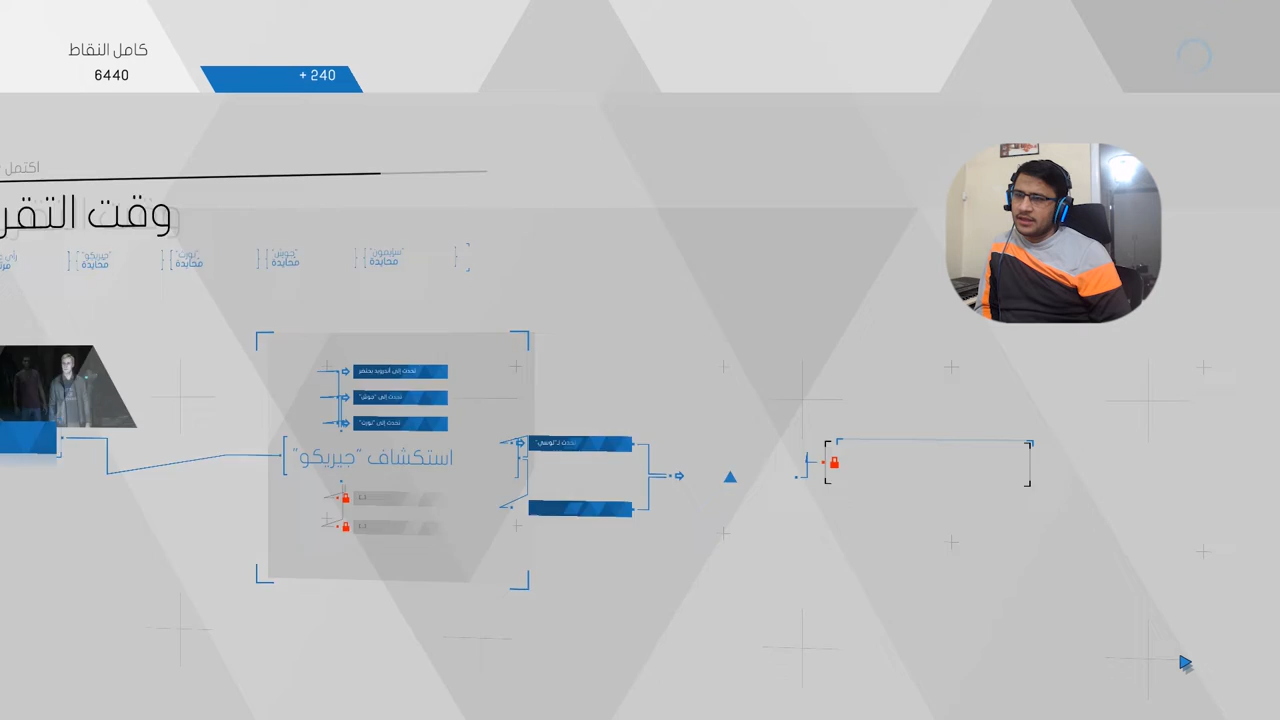 كامل النقاط
6440
+ 240
اكتمل
وقت التقر
"جيريكو"
محايدة
"نورث"
محايدة
"جوش"
محايدة
"سايمون"
محايدة
تحدث إلى أندرويد يحتضر
تحدث إلى "جوش"
تحدث إلى "نورث"
استكشاف "جيريكو"
تحدث لـ"لوسي"